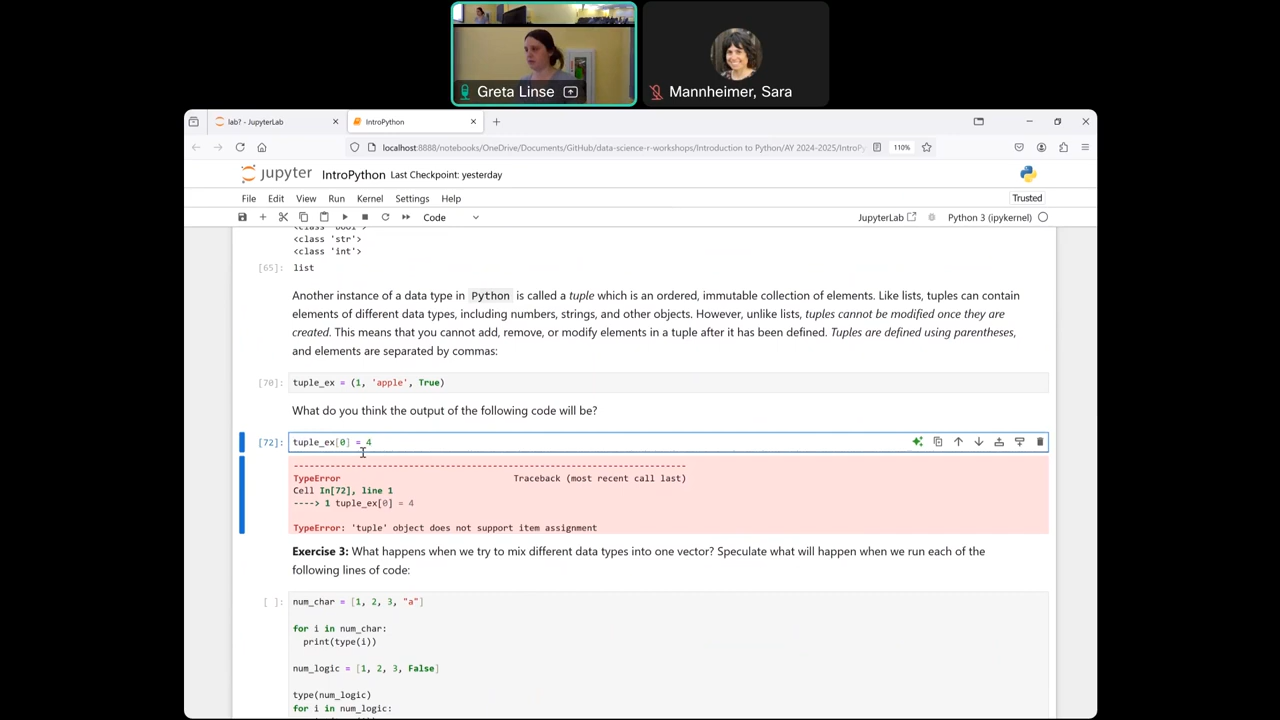 Greta Linse
Mannheimer, Sara
lab? - JupyterLab
IntroPython
localhost:8888/notebooks/OneDrive/Documents/GitHub/data-science-r-workshops/Introduction to Python/AY 2024-2025/IntroPy
110%
jupyter IntroPython Last Checkpoint: yesterday
File Edit View Run Kernel Settings Help
Trusted
Code
JupyterLab
Python 3 (ipykernel)
<class 'bool'>
<class 'str'>
<class 'int'>
[65]: list
Another instance of a data type in Python is called a tuple which is an ordered, immutable collection of elements. Like lists, tuples can contain
elements of different data types, including numbers, strings, and other objects. However, unlike lists, tuples cannot be modified once they are
created. This means that you cannot add, remove, or modify elements in a tuple after it has been defined. Tuples are defined using parentheses,
and elements are separated by commas:
[70]: tuple_ex = (1, 'apple', True)
What do you think the output of the following code will be?
[72]: tuple_ex[0] = 4
---------------------------------------------------------------------------
TypeError Traceback (most recent call last)
Cell In[72], line 1
----> 1 tuple_ex[0] = 4
TypeError: 'tuple' object does not support item assignment
Exercise 3: What happens when we try to mix different data types into one vector? Speculate what will happen when we run each of the
following lines of code:
[ ]: num_char = [1, 2, 3, "a"]
for i in num_char:
print(type(i))
num_logic = [1, 2, 3, False]
type(num_logic)
for i in num_logic: